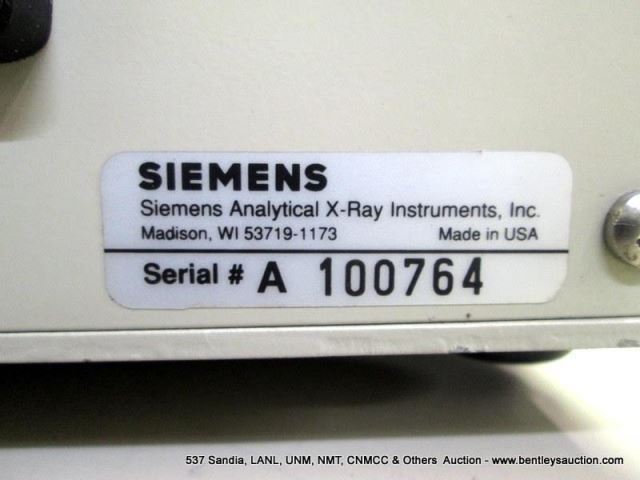 SIEMENS
Siemens Analytical X-Ray Instruments, Inc.
Madison, WI 53719-1173 Made in USA
Serial # A 100764
537 Sandia, LANL, UNM, NMT, CNMCC & Others Auction - www.bentleysauction.com